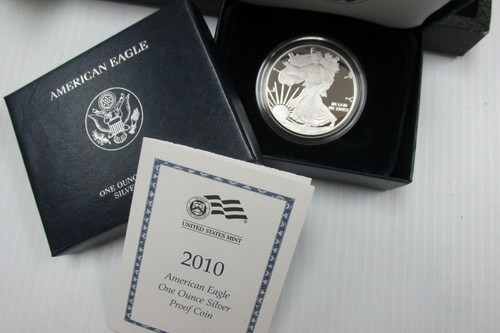 AMERICAN EAGLE
ONE OUNCE
SILVER
UNITED STATES MINT
2010
American Eagle
One Ounce Silver
Proof Coin